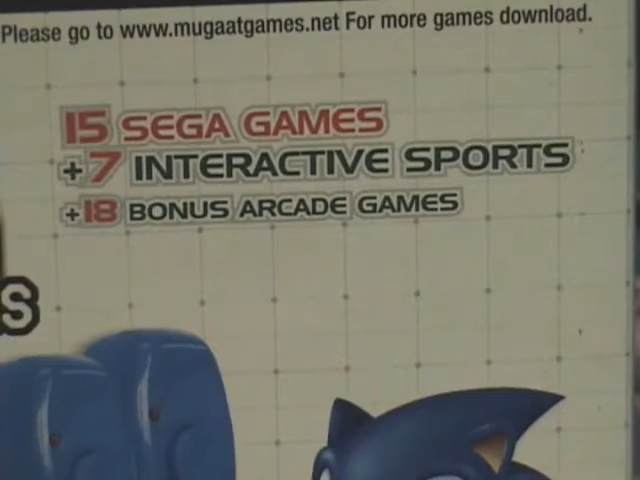 Please go to www.mugaatgames.net For more games download.
15 SEGA GAMES
+7 INTERACTIVE SPORTS
+18 BONUS ARCADE GAMES
S